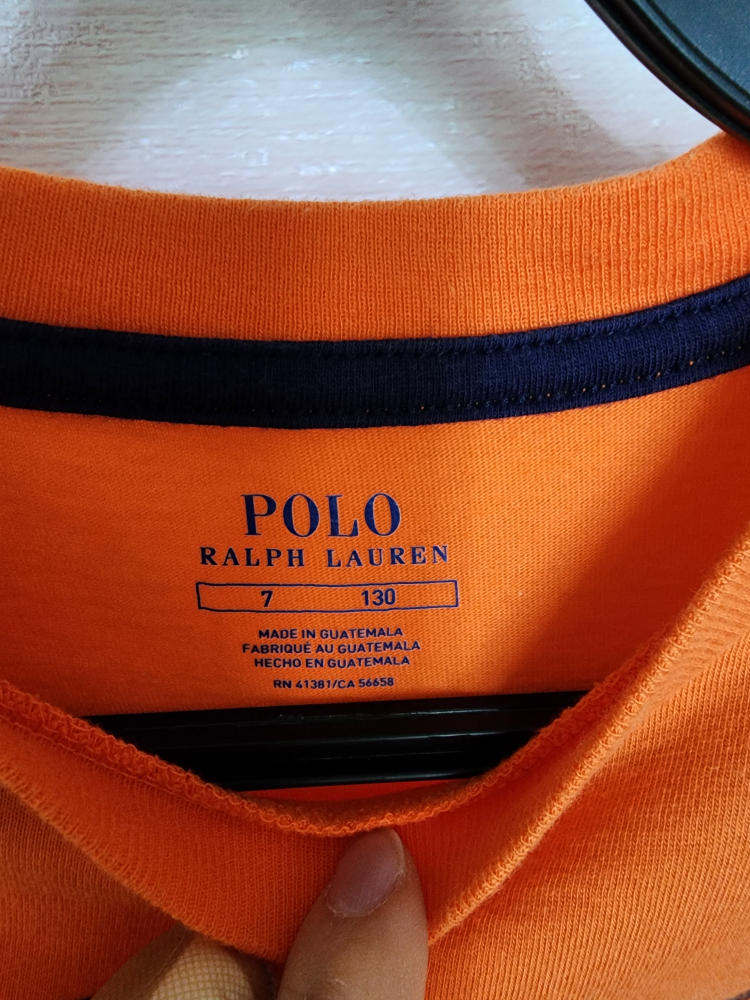 POLO
RALPH LAUREN
7 130
MADE IN GUATEMALA
FABRIQUÉ AU GUATEMALA
HECHO EN GUATEMALA
RN 41381/CA 56658